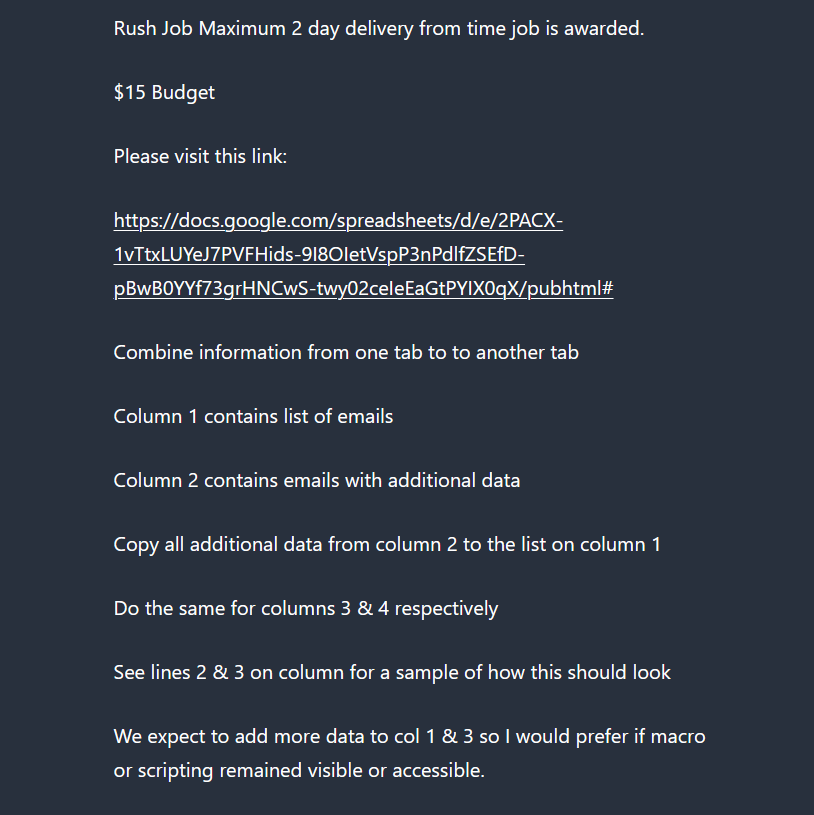 Rush Job Maximum 2 day delivery from time job is awarded.
$15 Budget
Please visit this link:
https://docs.google.com/spreadsheets/d/e/2PACX-
1vTtxLUYeJ7PVFHids-9I8OIetVspP3nPdlfZSEfD-
pBwB0YYf73grHNCwS-twy02ceIeEaGtPYIX0qX/pubhtml#
Combine information from one tab to to another tab
Column 1 contains list of emails
Column 2 contains emails with additional data
Copy all additional data from column 2 to the list on column 1
Do the same for columns 3 & 4 respectively
See lines 2 & 3 on column for a sample of how this should look
We expect to add more data to col 1 & 3 so I would prefer if macro
or scripting remained visible or accessible.